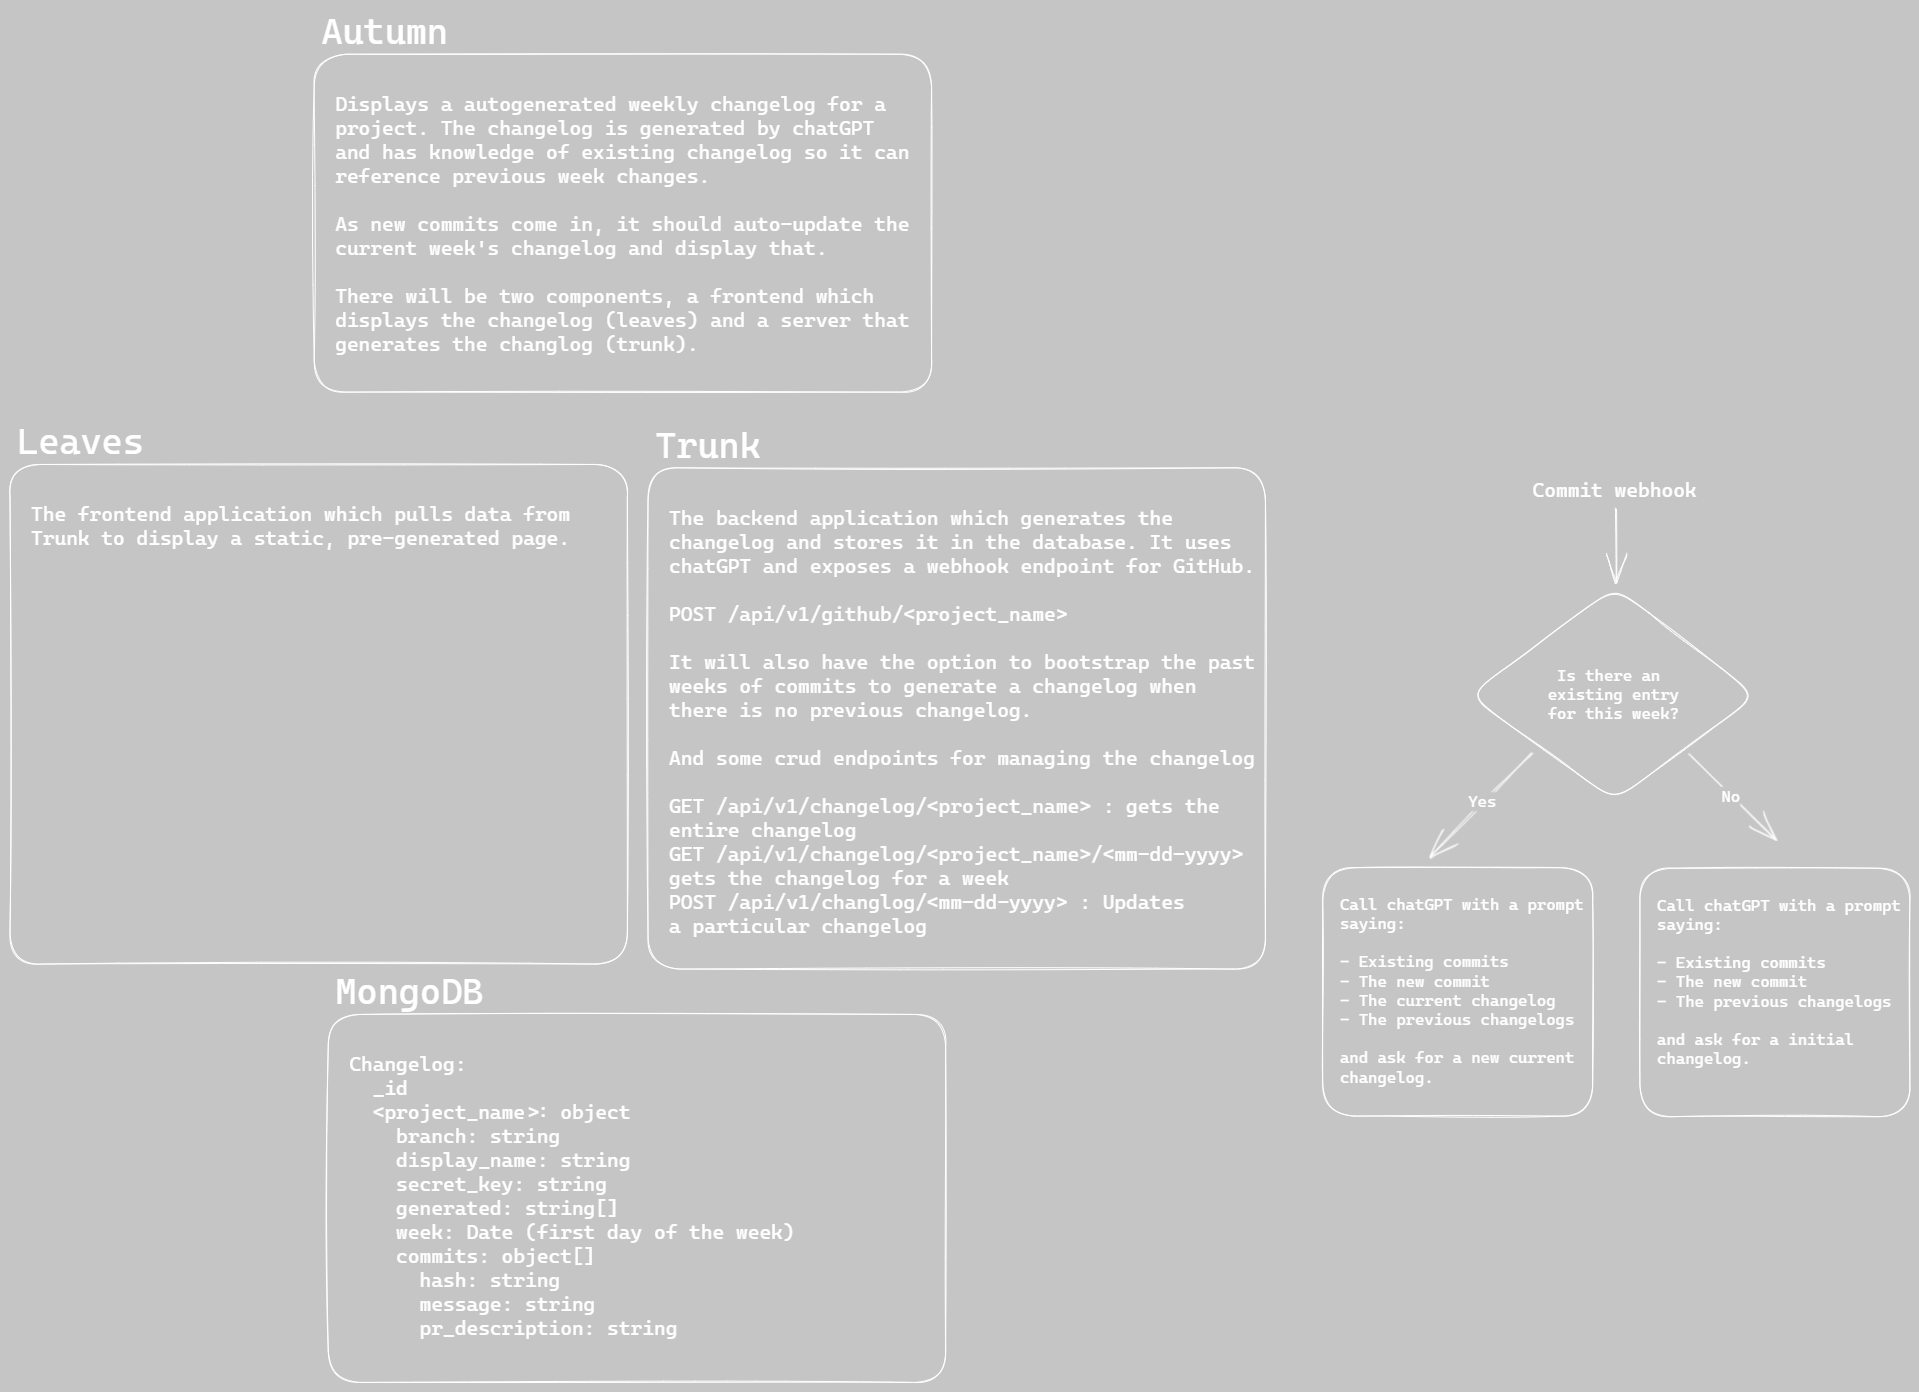 Autumn
Displays a autogenerated weekly changelog for a
project. The changelog is generated by chatGPT
and has knowledge of existing changelog so it can
reference previous week changes.
As new commits come in, it should auto-update the
current week's changelog and display that.
There will be two components, a frontend which
displays the changelog (leaves) and a server that
generates the changlog (trunk).
Leaves
The frontend application which pulls data from
Trunk to display a static, pre-generated page.
Trunk
The backend application which generates the
changelog and stores it in the database. It uses
chatGPT and exposes a webhook endpoint for GitHub.
POST /api/v1/github/<project_name>
It will also have the option to bootstrap the past
weeks of commits to generate a changelog when
there is no previous changelog.
And some crud endpoints for managing the changelog
GET /api/v1/changelog/<project_name> : gets the
entire changelog
GET /api/v1/changelog/<project_name>/<mm-dd-yyyy>
gets the changelog for a week
POST /api/v1/changlog/<mm-dd-yyyy> : Updates
a particular changelog
MongoDB
Changelog:
_id
<project_name>: object
branch: string
display_name: string
secret_key: string
generated: string[]
week: Date (first day of the week)
commits: object[]
hash: string
message: string
pr_description: string
Commit webhook
Is there an
existing entry
for this week?
Yes
No
Call chatGPT with a prompt
saying:
- Existing commits
- The new commit
- The current changelog
- The previous changelogs
and ask for a new current
changelog.
Call chatGPT with a prompt
saying:
- Existing commits
- The new commit
- The previous changelogs
and ask for a initial
changelog.